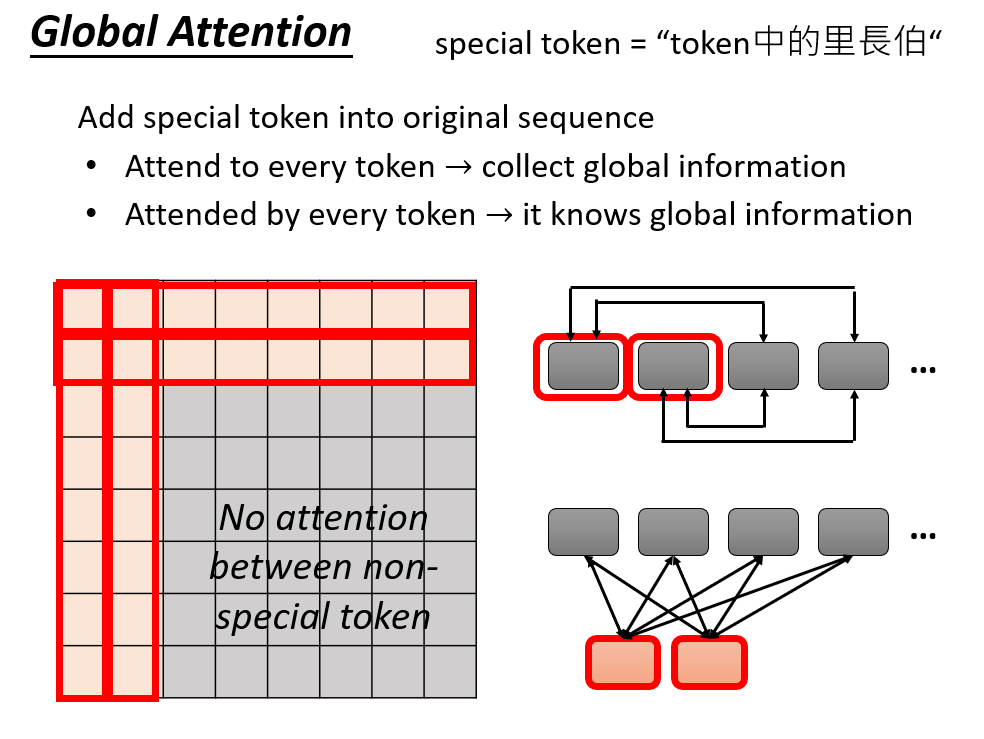 Global Attention
special token = “token中的里長伯“
Add special token into original sequence
• Attend to every token → collect global information
• Attended by every token → it knows global information
No attention
between non-
special token
...
...